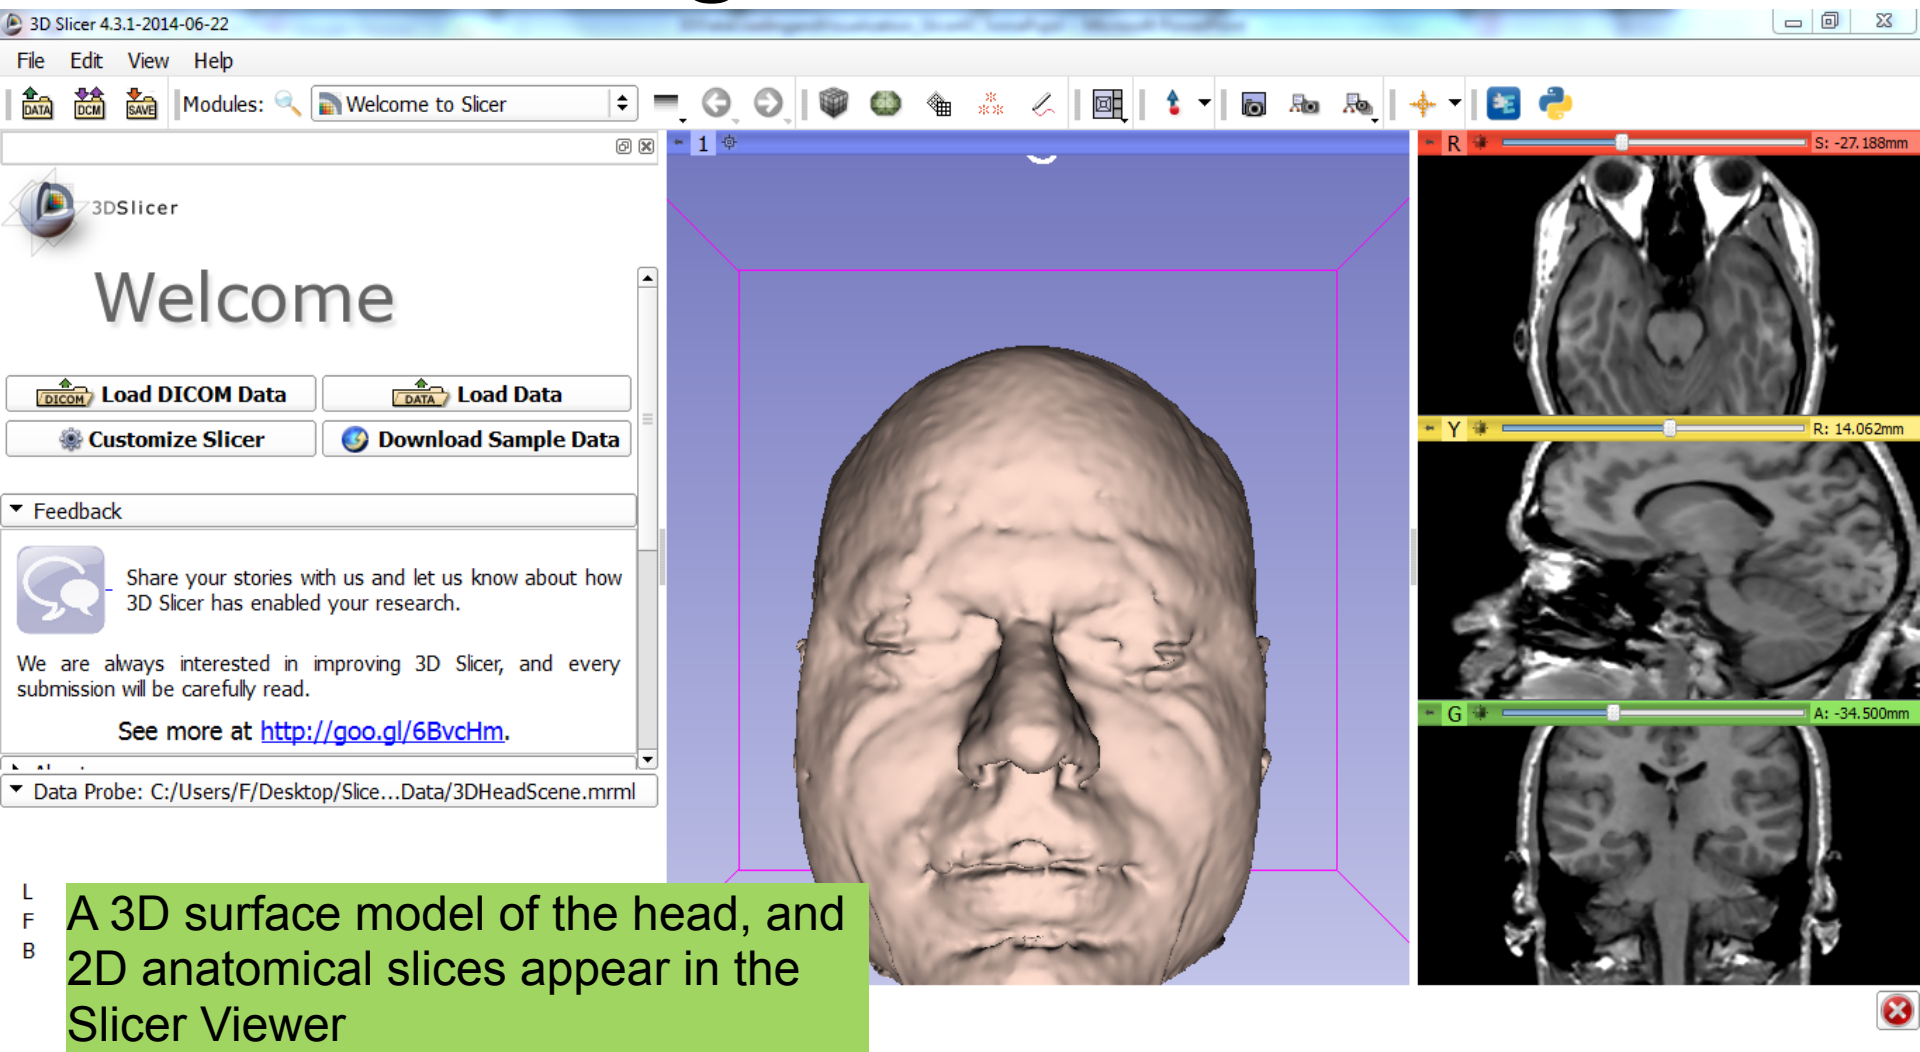 3D Slicer 4.3.1-2014-06-22
File Edit View Help
DATA DCM SAVE Modules: Welcome to Slicer
1
R S: -27.188mm
3DSlicer
Welcome
DICOM Load DICOM Data DATA Load Data
Customize Slicer Download Sample Data
Y R: 14.062mm
Feedback
Share your stories with us and let us know about how
3D Slicer has enabled your research.
We are always interested in improving 3D Slicer, and every
submission will be carefully read.
See more at http://goo.gl/6BvcHm.
G A: -34.500mm
Data Probe: C:/Users/F/Desktop/Slice...Data/3DHeadScene.mrml
L
F
B
A 3D surface model of the head, and
2D anatomical slices appear in the
Slicer Viewer